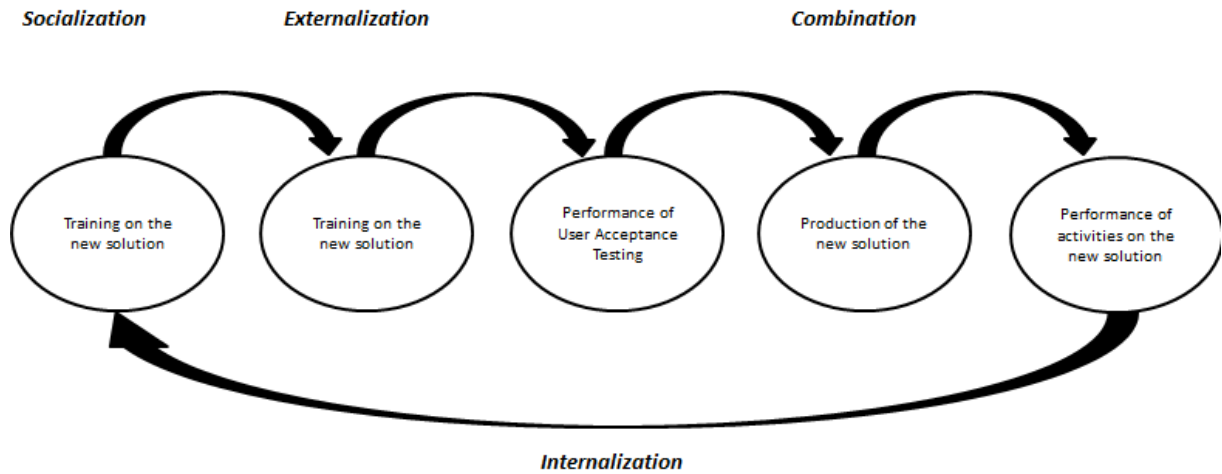 Socialization
Externalization
Combination
Training on the
new solution
Training on the
new solution
Performance of
User Acceptance
Testing
Production of the
new solution
Performance of
activities on the
new solution
Internalization